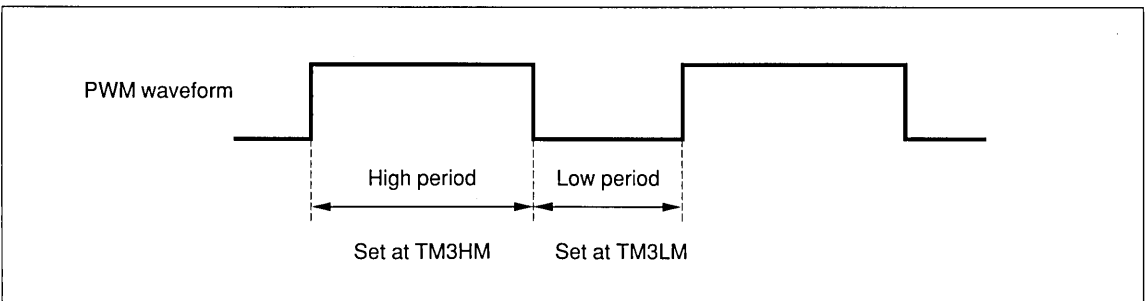 PWM waveform
High period
Low period
Set at TM3HM
Set at TM3LM